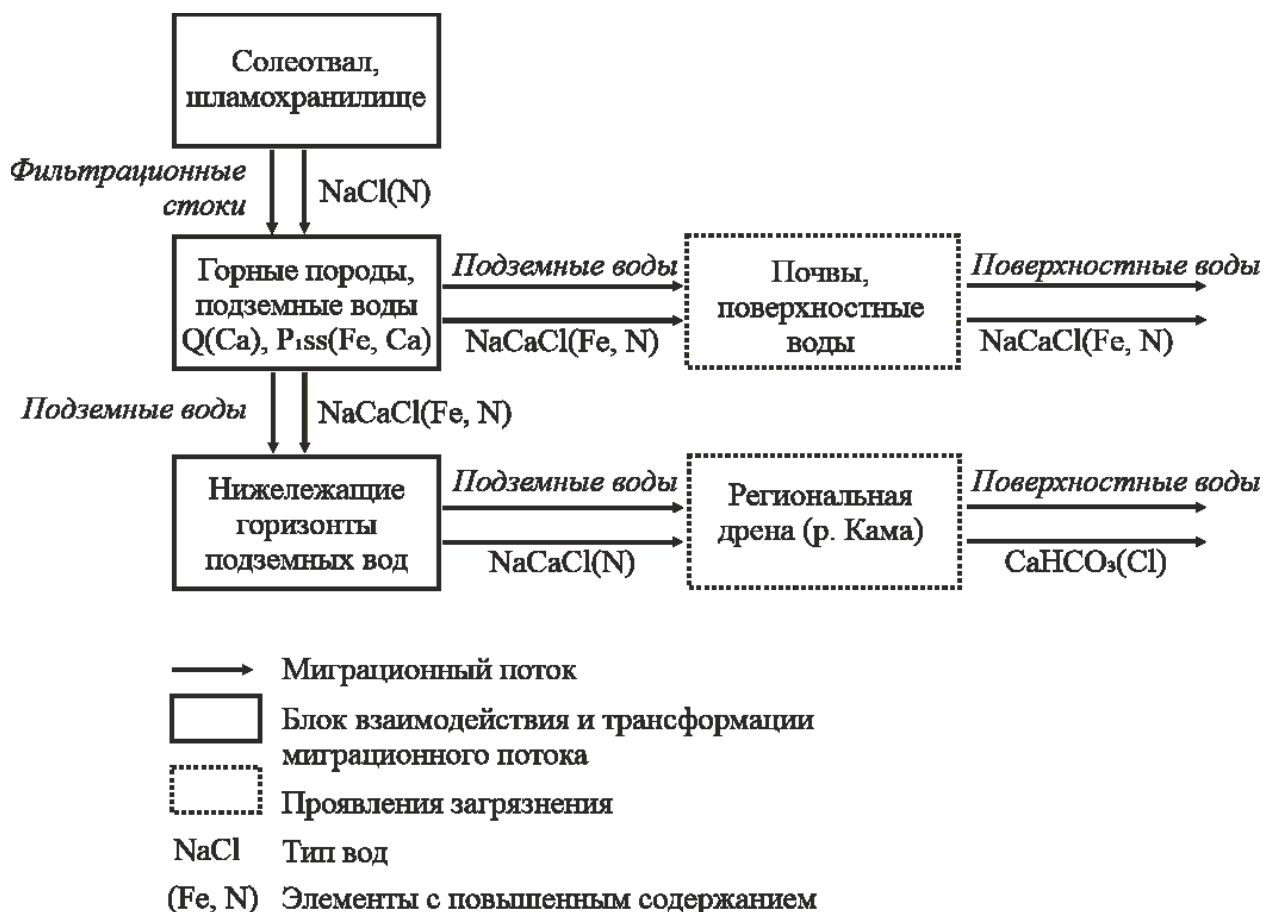 Солеотвал,
шламохранилище
Фильтрационные
стоки
NaCl(N)
Горные породы,
подземные воды
Q(Ca), P₁ss(Fe, Ca)
Подземные воды
NaCaCl(Fe, N)
Почвы,
поверхностные
воды
Поверхностные воды
NaCaCl(Fe, N)
Подземные воды
NaCaCl(Fe, N)
Нижележащие
горизонты
подземных вод
Подземные воды
NaCaCl(N)
Региональная
дрена (р. Кама)
Поверхностные воды
CaHCO₃(Cl)
Миграционный поток
Блок взаимодействия и трансформации
миграционного потока
Проявления загрязнения
NaCl Тип вод
(Fe, N) Элементы с повышенным содержанием